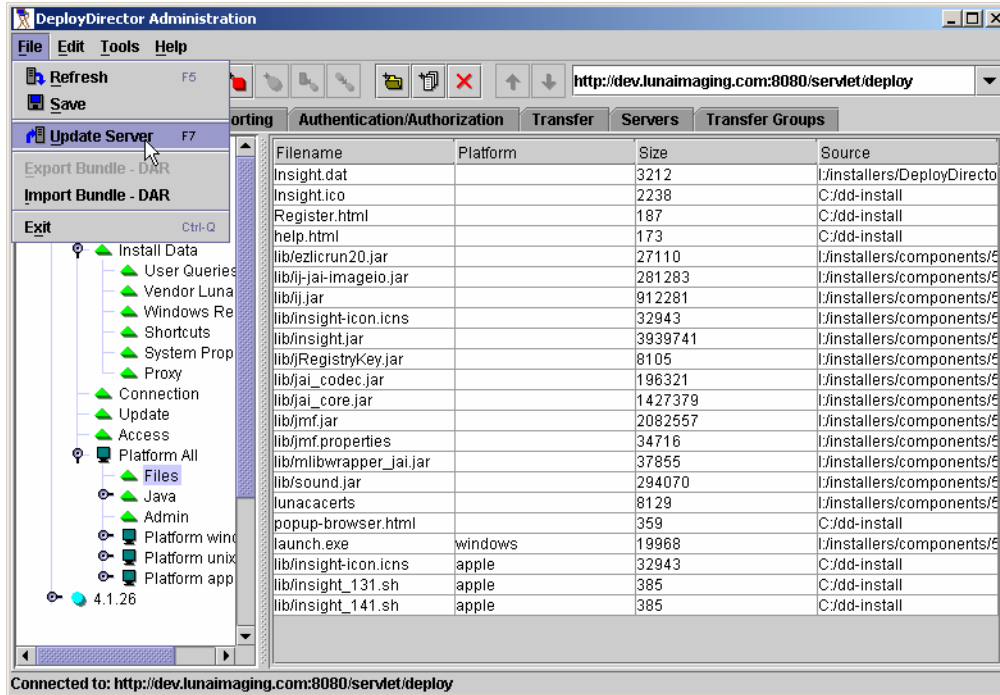 DeployDirector Administration
File Edit Tools Help
Refresh F5
Save
Update Server F7
Export Bundle - DAR
Import Bundle - DAR
Exit Ctrl-Q
http://dev.lunaimaging.com:8080/servlet/deploy
orting Authentication/Authorization Transfer Servers Transfer Groups
Install Data
User Queries
Vendor Luna
Windows Re
Shortcuts
System Prop
Proxy
Connection
Update
Access
Platform All
Files
Java
Admin
Platform wind
Platform unix
Platform app
4.1.26
Filename Platform Size Source
Insight.dat 3212 I:/installers/DeployDirecto
Insight.ico 2238 C:/dd-install
Register.html 187 C:/dd-install
help.html 173 C:/dd-install
lib/ezlicrun20.jar 27110 I:/installers/components/5
lib/ij-jai-imageio.jar 281283 I:/installers/components/5
lib/ij.jar 912281 I:/installers/components/5
lib/insight-icon.icns 32943 I:/installers/components/5
lib/insight.jar 3939741 I:/installers/components/5
lib/jRegistryKey.jar 8105 I:/installers/components/5
lib/jai_codec.jar 196321 I:/installers/components/5
lib/jai_core.jar 1427379 I:/installers/components/5
lib/jmf.jar 2082557 I:/installers/components/5
lib/jmf.properties 34716 I:/installers/components/5
lib/mlibwrapper_jai.jar 37855 I:/installers/components/5
lib/sound.jar 294070 I:/installers/components/5
lunacacerts 8129 I:/installers/components/5
popup-browser.html 359 C:/dd-install
launch.exe windows 19968 I:/installers/components/5
lib/insight-icon.icns apple 32943 C:/dd-install
lib/insight_131.sh apple 385 C:/dd-install
lib/insight_141.sh apple 385 C:/dd-install
Connected to: http://dev.lunaimaging.com:8080/servlet/deploy